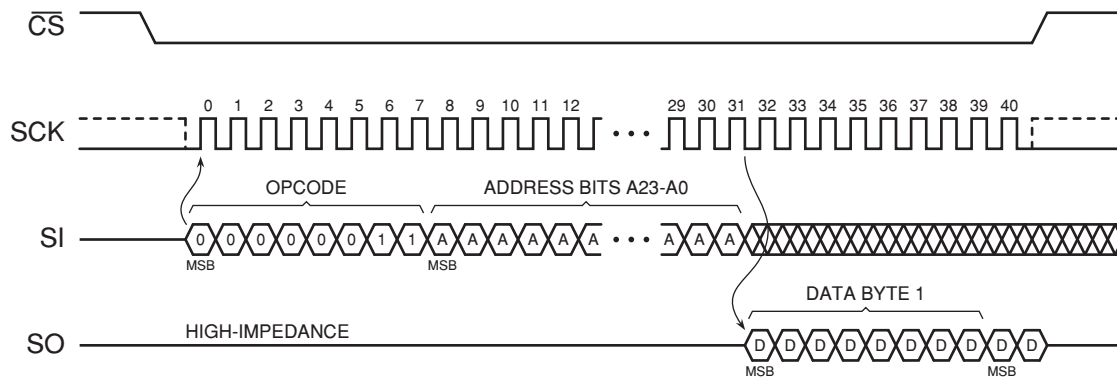 CS
0 1 2 3 4 5 6 7 8 9 10 11 12 29 30 31 32 33 34 35 36 37 38 39 40
SCK
OPCODE ADDRESS BITS A23-A0
SI 0 0 0 0 0 0 1 1 A A A A A A A A A
MSB MSB
DATA BYTE 1
HIGH-IMPEDANCE
SO D D D D D D D D D D
MSB MSB